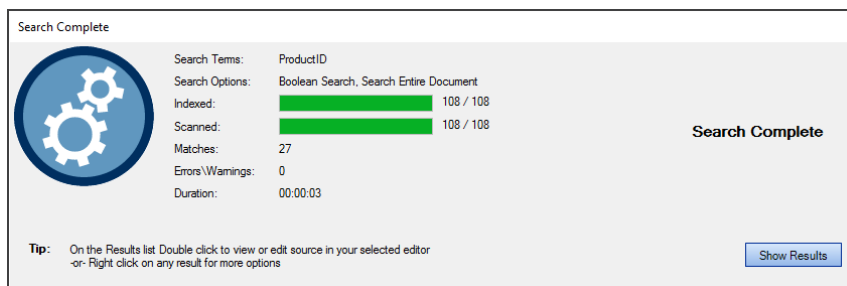 Search Complete
Search Terms: ProductID
Search Options: Boolean Search, Search Entire Document
Indexed: 108 / 108
Scanned: 108 / 108
Matches: 27
Errors\Warnings: 0
Duration: 00:00:03
Search Complete
Tip: On the Results list Double click to view or edit source in your selected editor
-or- Right click on any result for more options
Show Results